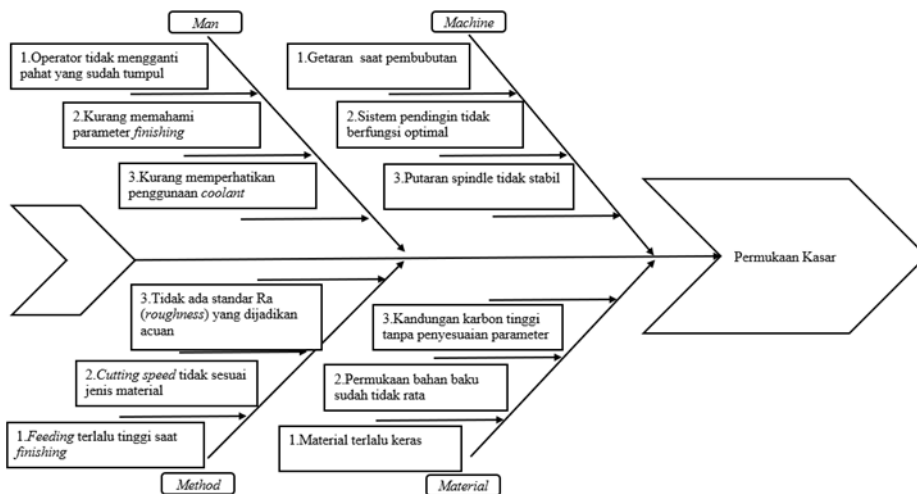 Man
Machine
1.Operator tidak mengganti
pahat yang sudah tumpul
1.Getaran saat pembubutan
2.Kurang memahami
parameter finishing
2.Sistem pendingin tidak
berfungsi optimal
3.Kurang memperhatikan
penggunaan coolant
3.Putaran spindle tidak stabil
Permukaan Kasar
3.Tidak ada standar Ra
(roughness) yang dijadikan
acuan
3.Kandungan karbon tinggi
tanpa penyesuaian parameter
2.Cutting speed tidak sesuai
jenis material
2.Permukaan bahan baku
sudah tidak rata
1.Feeding terlalu tinggi saat
finishing
1.Material terlalu keras
Method
Material